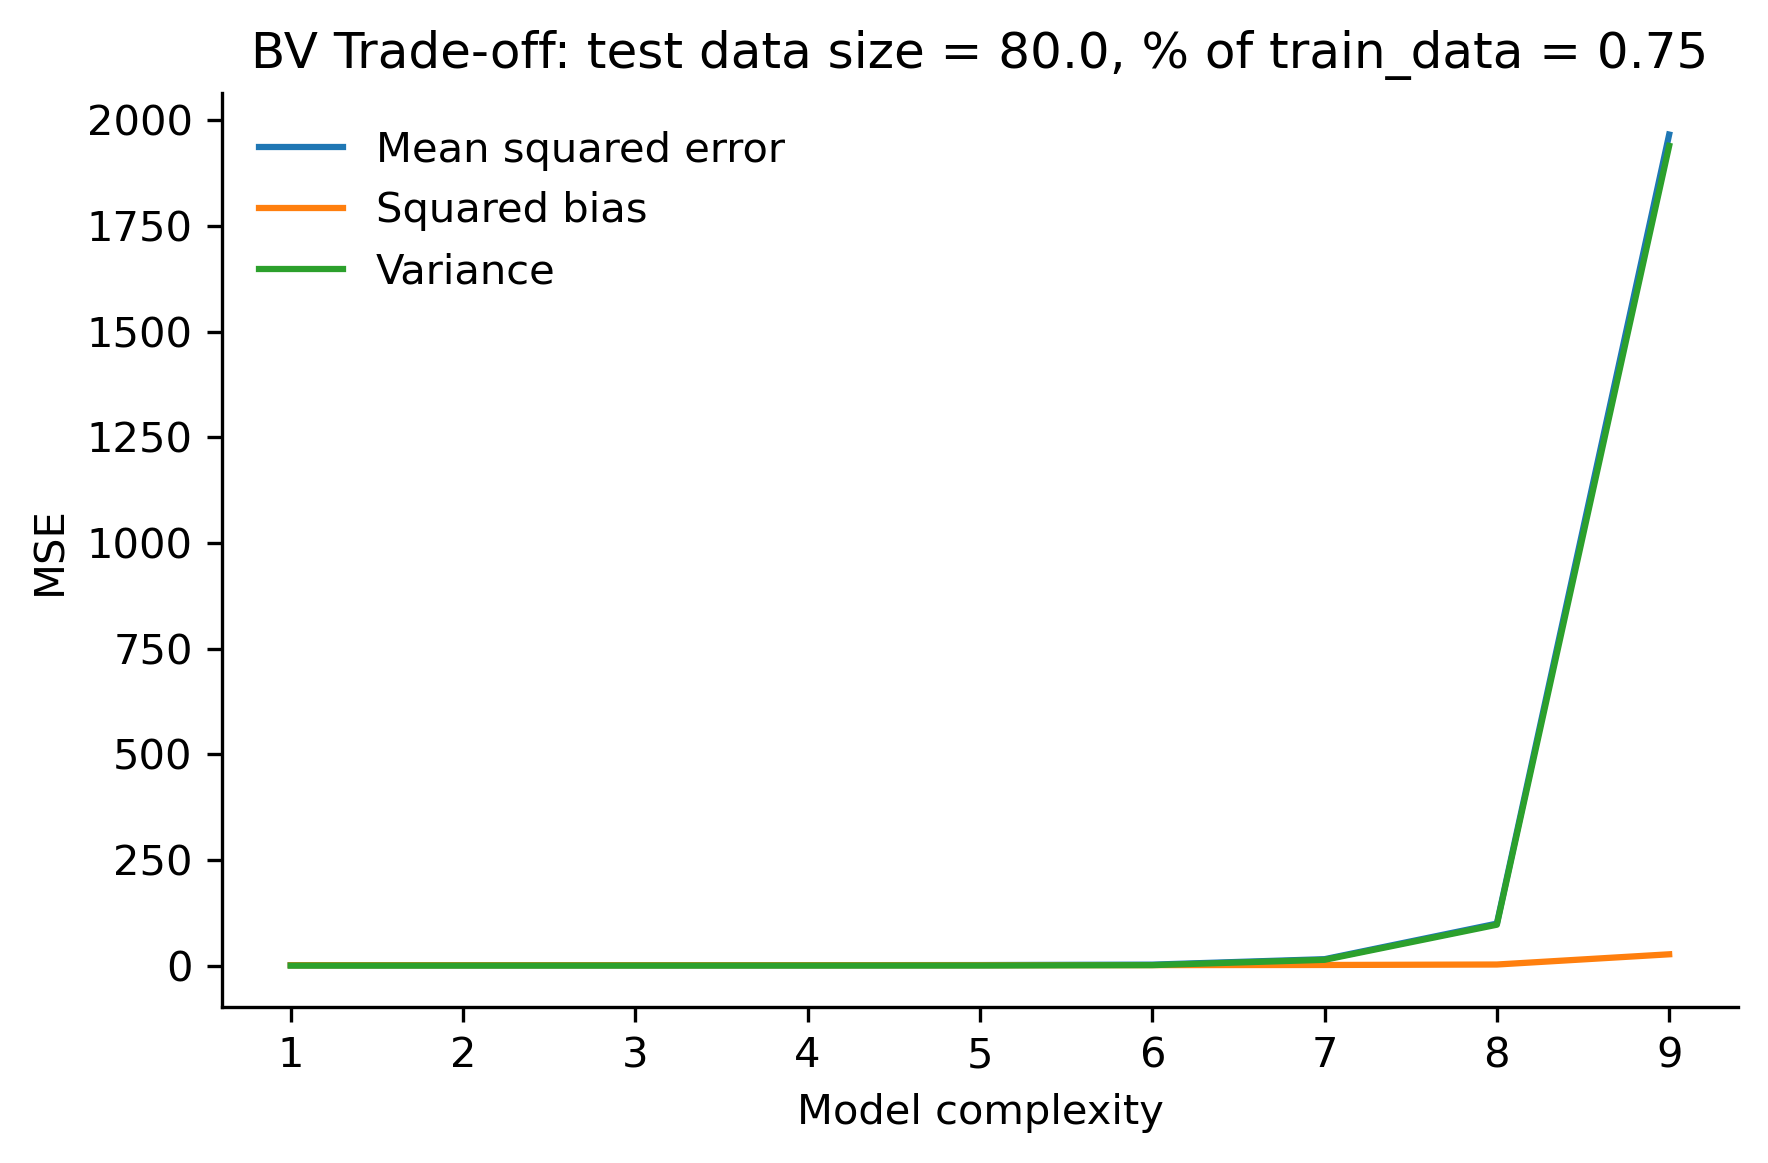 BV Trade-off: test data size = 80.0, % of train_data = 0.75
2000
1750
1500
1250
1000
750
500
250
0
MSE
Mean squared error
Squared bias
Variance
1 2 3 4 5 6 7 8 9
Model complexity